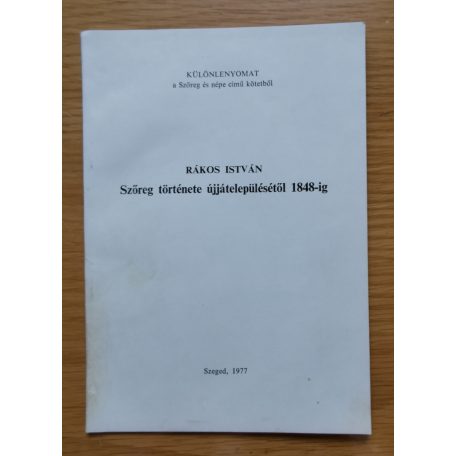 KÜLÖNLENYOMAT
a Szőreg és népe című kötetből
RÁKOS ISTVÁN
Szőreg története újjátelepülésétől 1848-ig
Szeged, 1977